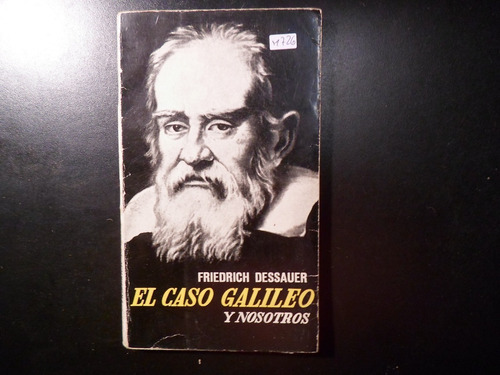 FRIEDRICH DESSAUER
EL CASO GALILEO
Y NOSOTROS